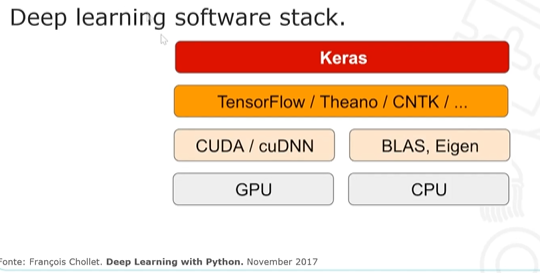 Deep learning software stack.
Keras
TensorFlow / Theano / CNTK / ...
CUDA / cuDNN
BLAS, Eigen
GPU
CPU
Fonte: François Chollet. Deep Learning with Python. November 2017